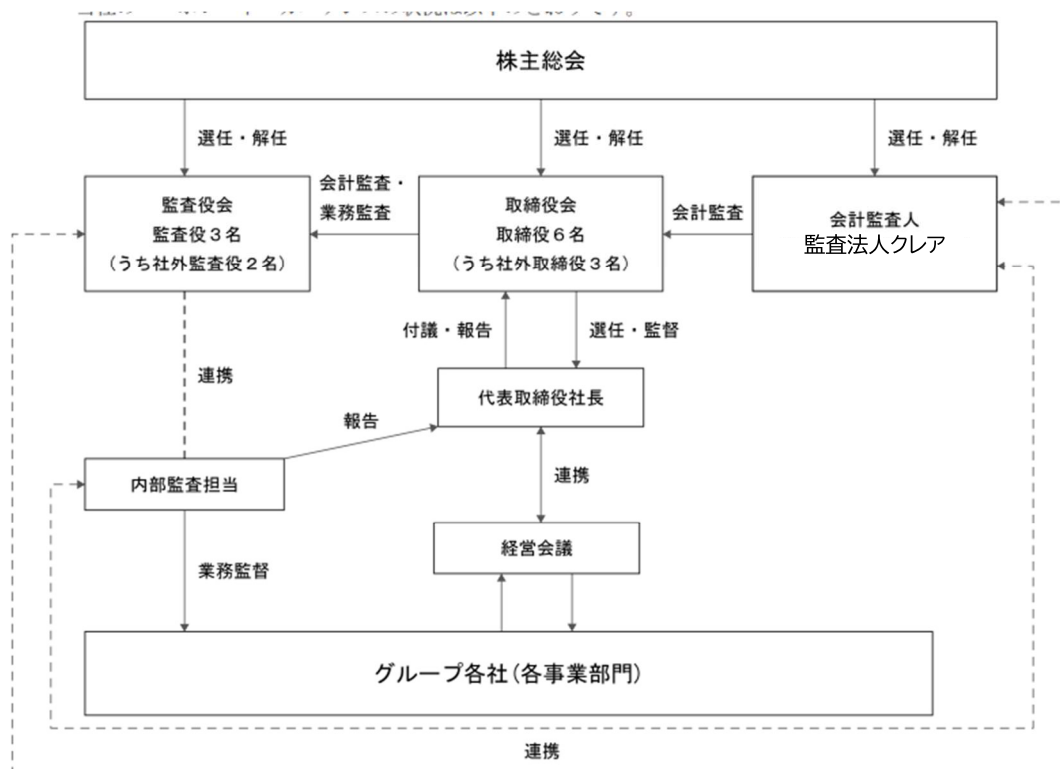 株主総会
選任・解任
選任・解任
選任・解任
監査役会
監査役3名
(うち社外監査役2名)
会計監査・
業務監査
取締役会
取締役6名
(うち社外取締役3名)
会計監査
会計監査人
監査法人クレア
付議・報告
選任・監督
連携
代表取締役社長
報告
内部監査担当
連携
経営会議
業務監督
グループ各社(各事業部門)
連携